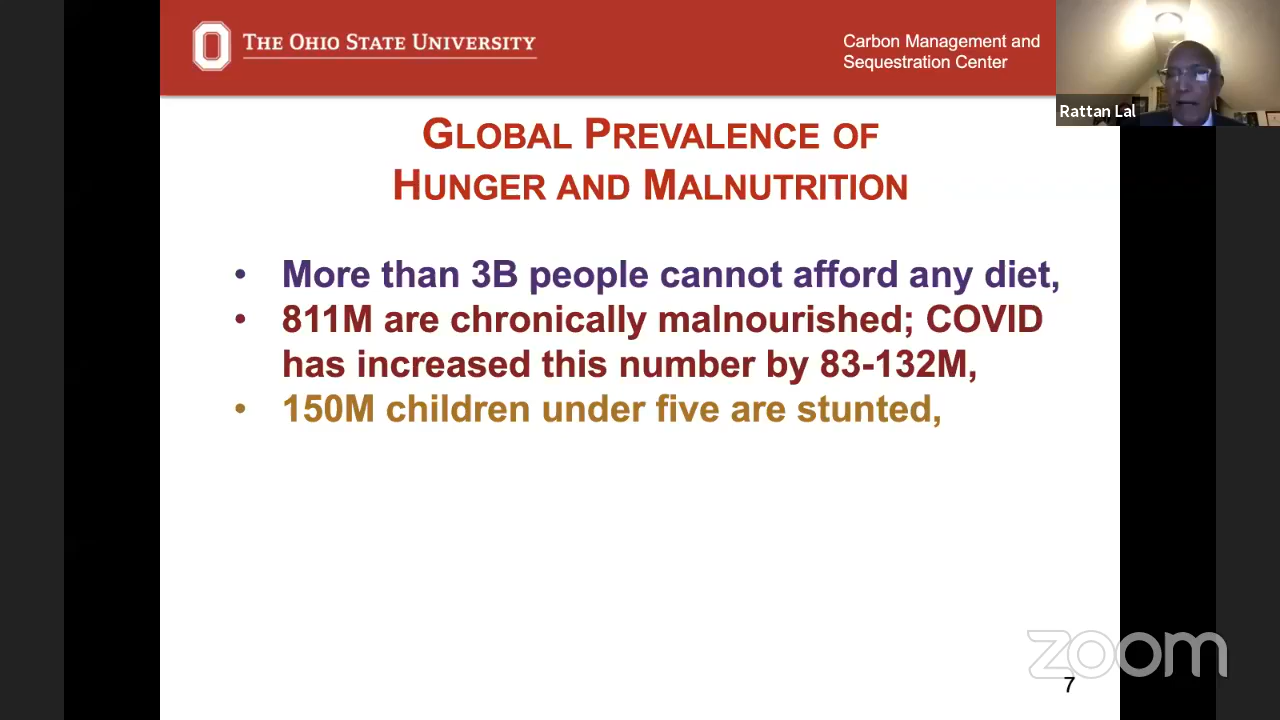 THE OHIO STATE UNIVERSITY
Carbon Management and
Sequestration Center
Rattan Lal
GLOBAL PREVALENCE OF
HUNGER AND MALNUTRITION
• More than 3B people cannot afford any diet,
• 811M are chronically malnourished; COVID
has increased this number by 83-132M,
• 150M children under five are stunted,
zoom
7